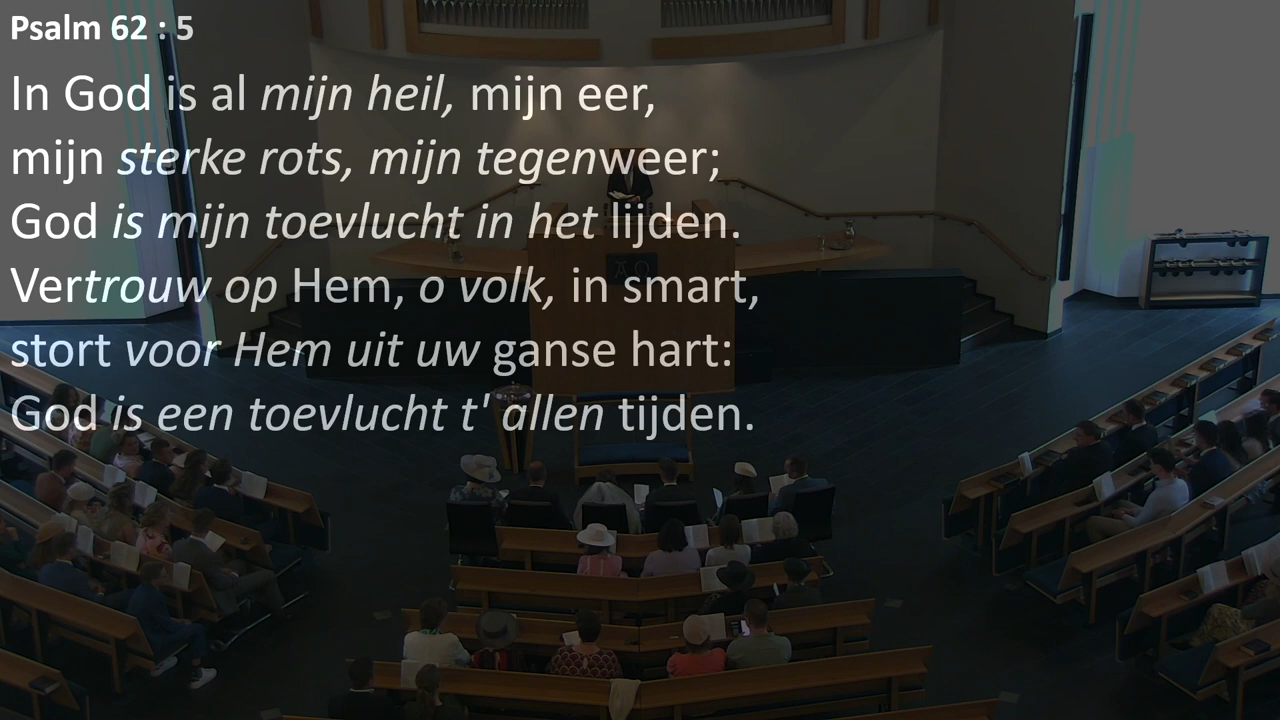 Psalm 62 : 5
In God is al mijn heil, mijn eer,
mijn sterke rots, mijn tegenweer;
God is mijn toevlucht in het lijden.
Vertrouw op Hem, o volk, in smart,
stort voor Hem uit uw ganse hart:
God is een toevlucht t' allen tijden.
ΑΩ